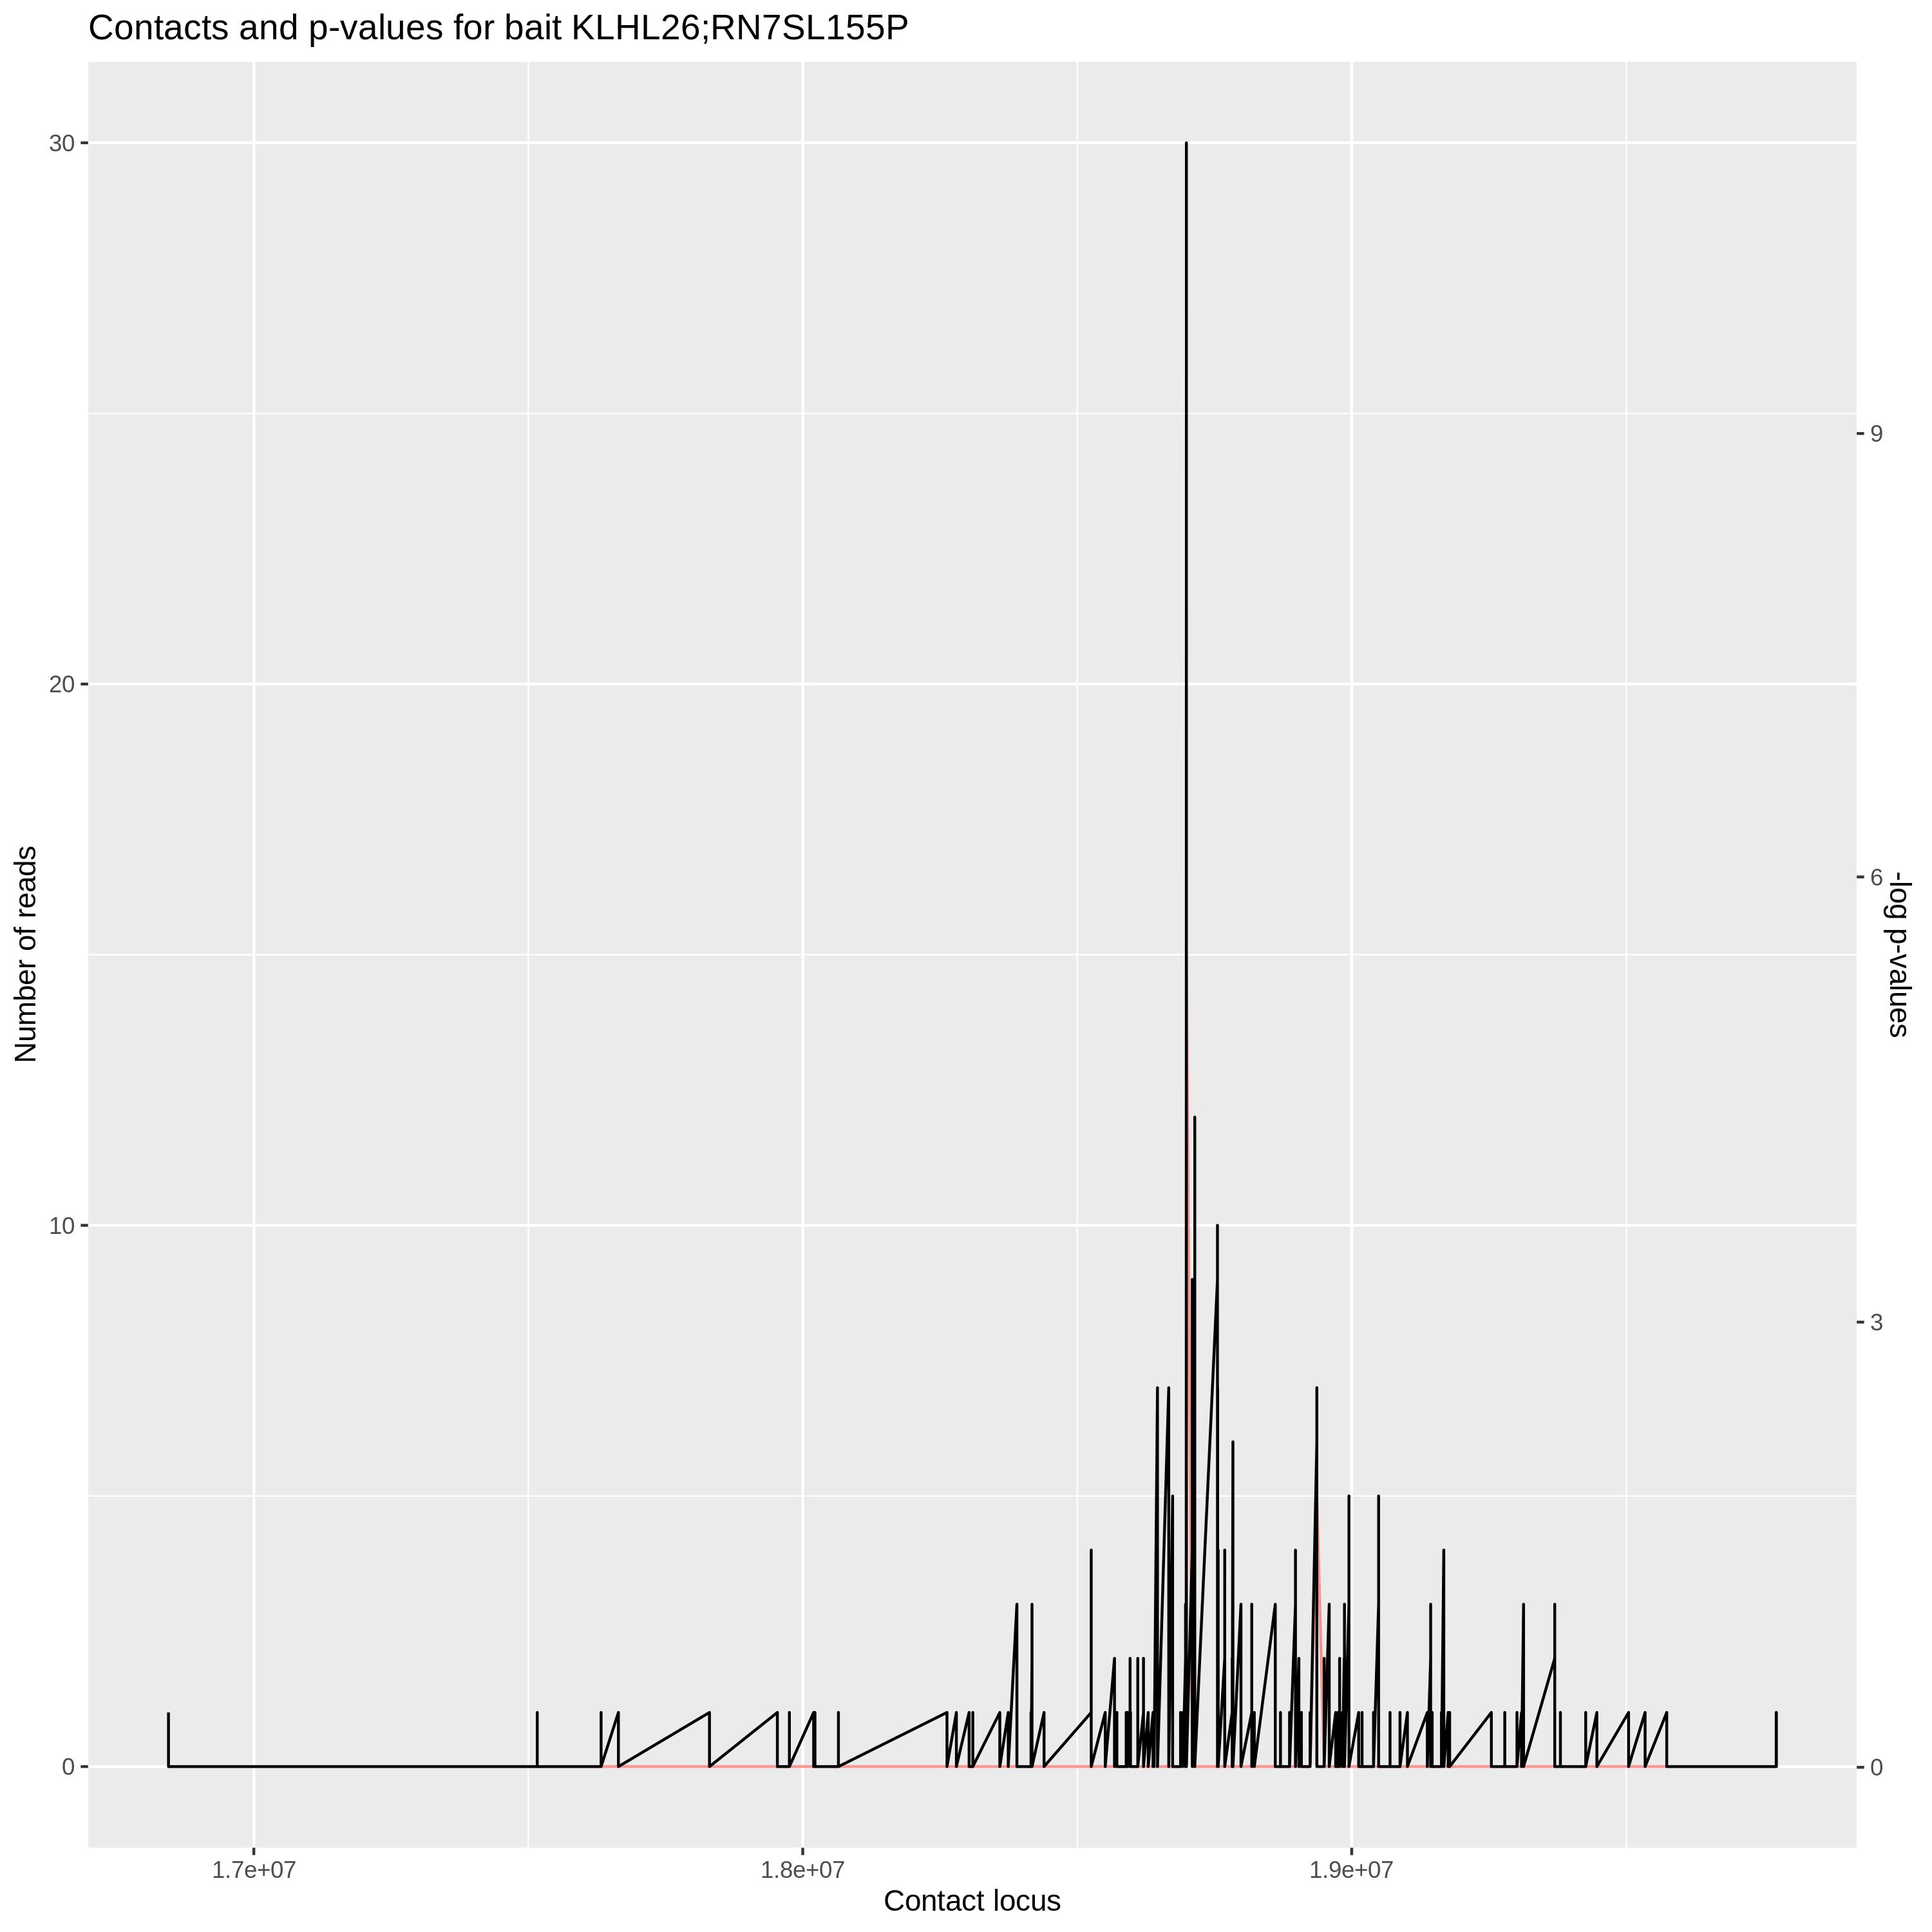 Contacts and p-values for bait KLHL26;RN7SL155P
30
20
10
0
Number of reads
9
6
3
0
-log p-values
1.7e+07
1.8e+07
1.9e+07
Contact locus